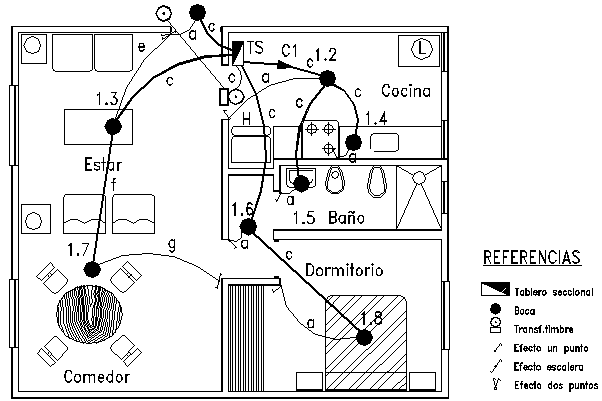 c
a
e
TS
C1
c
1.2
L
c
a
c
c
Cocina
1.3
c
c
1.4
H
a
Estar
f
a
1.6
1.5 Baño
a
1.7
g
c
Dormitorio
a
1.8
Comedor
REFERENCIAS
Tablero seccional
Boca
Transf.timbre
Efecto un punto
Efecto escalera
Efecto dos puntos